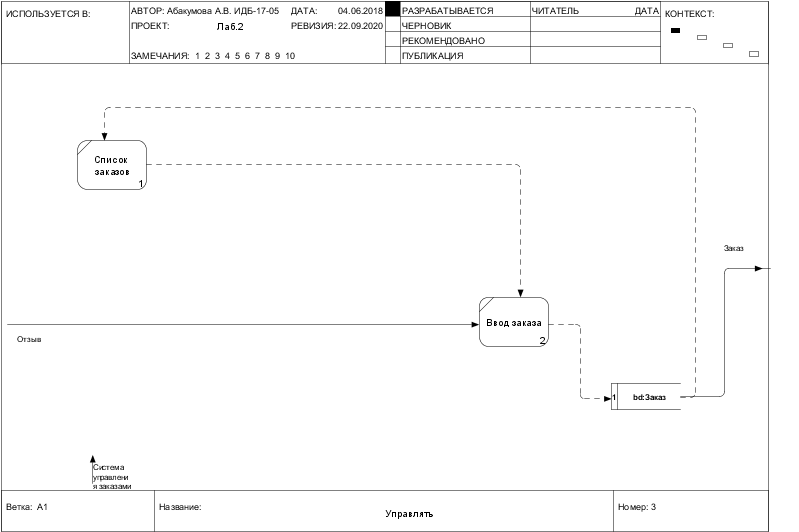 ИСПОЛЬЗУЕТСЯ В:
АВТОР: Абакумова А.В. ИДБ-17-05 ДАТА: 04.06.2018
ПРОЕКТ: Лаб.2 РЕВИЗИЯ: 22.09.2020
ЗАМЕЧАНИЯ: 1 2 3 4 5 6 7 8 9 10
РАЗРАБАТЫВАЕТСЯ
ЧЕРНОВИК
РЕКОМЕНДОВАНО
ПУБЛИКАЦИЯ
ЧИТАТЕЛЬ ДАТА
КОНТЕКСТ:
Список
заказов
1
Заказ
Ввод заказа
2
Отзыв
1 bd:Заказ
Система
управлени
я заказами
Ветка: A1
Название:
Управлять
Номер: 3